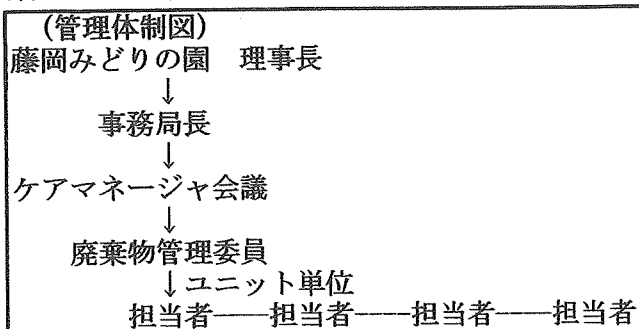 (管理体制図)
藤岡みどりの園　理事長
↓
事務局長
↓
ケアマネージャ会議
↓
廃棄物管理委員
↓ユニット単位
担当者――担当者――担当者――担当者